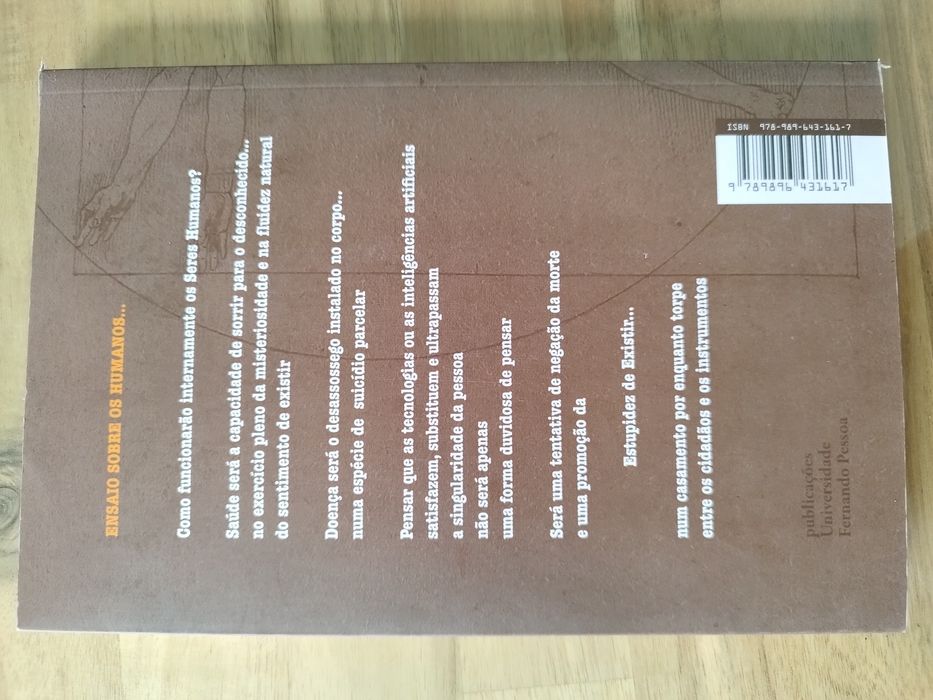 ENSAIO SOBRE OS HUMANOS...
Como funcionarão internamente os Seres Humanos?
Saúde será a capacidade de sorrir para o desconhecido...
no exercício pleno da misteriosidade e na fluidez natural
do sentimento de existir
Doença será o desassossego instalado no corpo...
numa espécie de suicídio parcelar
Pensar que as tecnologias ou as inteligências artificiais
satisfazem, substituem e ultrapassam
a singularidade da pessoa
não será apenas
uma forma duvidosa de pensar
Será uma tentativa de negação da morte
e uma promoção da
Estupidez de Existir...
num casamento por enquanto torpe
entre os cidadãos e os instrumentos
publicações
Universidade
Fernando Pessoa
ISBN 978-989-643-161-7
9 789896 431617